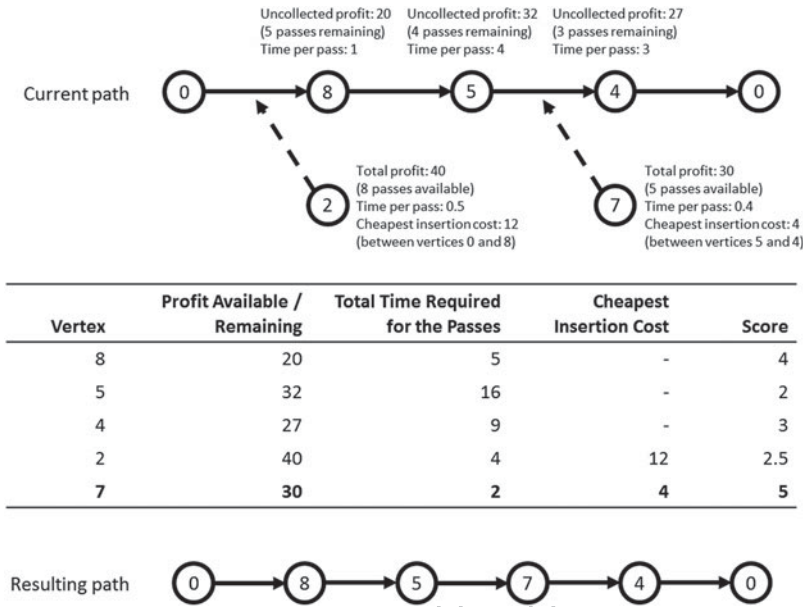 Uncollected profit: 20 Uncollected profit: 32 Uncollected profit: 27
(5 passes remaining) (4 passes remaining) (3 passes remaining)
Time per pass: 1 Time per pass: 4 Time per pass: 3
Current path 0 8 5 4 0
2
Total profit: 40
(8 passes available)
Time per pass: 0.5
Cheapest insertion cost: 12
(between vertices 0 and 8)
7
Total profit: 30
(5 passes available)
Time per pass: 0.4
Cheapest insertion cost: 4
(between vertices 5 and 4)
Profit Available / Total Time Required Cheapest
Vertex Remaining for the Passes Insertion Cost Score
8 20 5 - 4
5 32 16 - 2
4 27 9 - 3
2 40 4 12 2.5
7 30 2 4 5
Resulting path 0 8 5 7 4 0